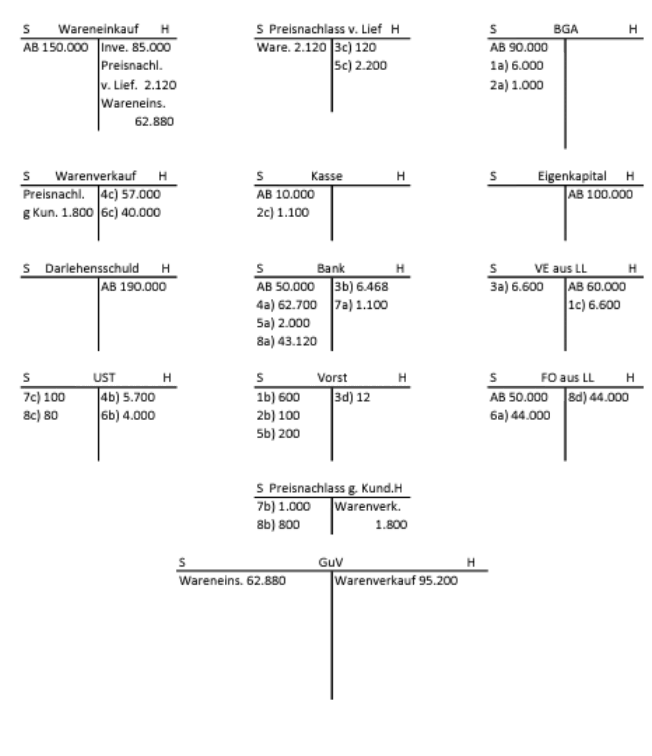 S Wareneinkauf H
AB 150.000 Inve. 85.000
Preisnachl.
v. Lief. 2.120
Wareneins.
62.880
S Preisnachlass v. Lief H
Ware. 2.120 3c) 120
5c) 2.200
S BGA H
AB 90.000
1a) 6.000
2a) 1.000
S Warenverkauf H
Preisnachl. 4c) 57.000
g Kun. 1.800 6c) 40.000
S Kasse H
AB 10.000
2c) 1.100
S Eigenkapital H
AB 100.000
S Darlehensschuld H
AB 190.000
S Bank H
AB 50.000 3b) 6.468
4a) 62.700 7a) 1.100
5a) 2.000
8a) 43.120
S VE aus LL H
3a) 6.600 AB 60.000
1c) 6.600
S UST H
7c) 100 4b) 5.700
8c) 80 6b) 4.000
S Vorst H
1b) 600 3d) 12
2b) 100
5b) 200
S FO aus LL H
AB 50.000 8d) 44.000
6a) 44.000
S Preisnachlass g. Kund.H
7b) 1.000 Warenverk.
8b) 800 1.800
S GuV H
Wareneins. 62.880 Warenverkauf 95.200